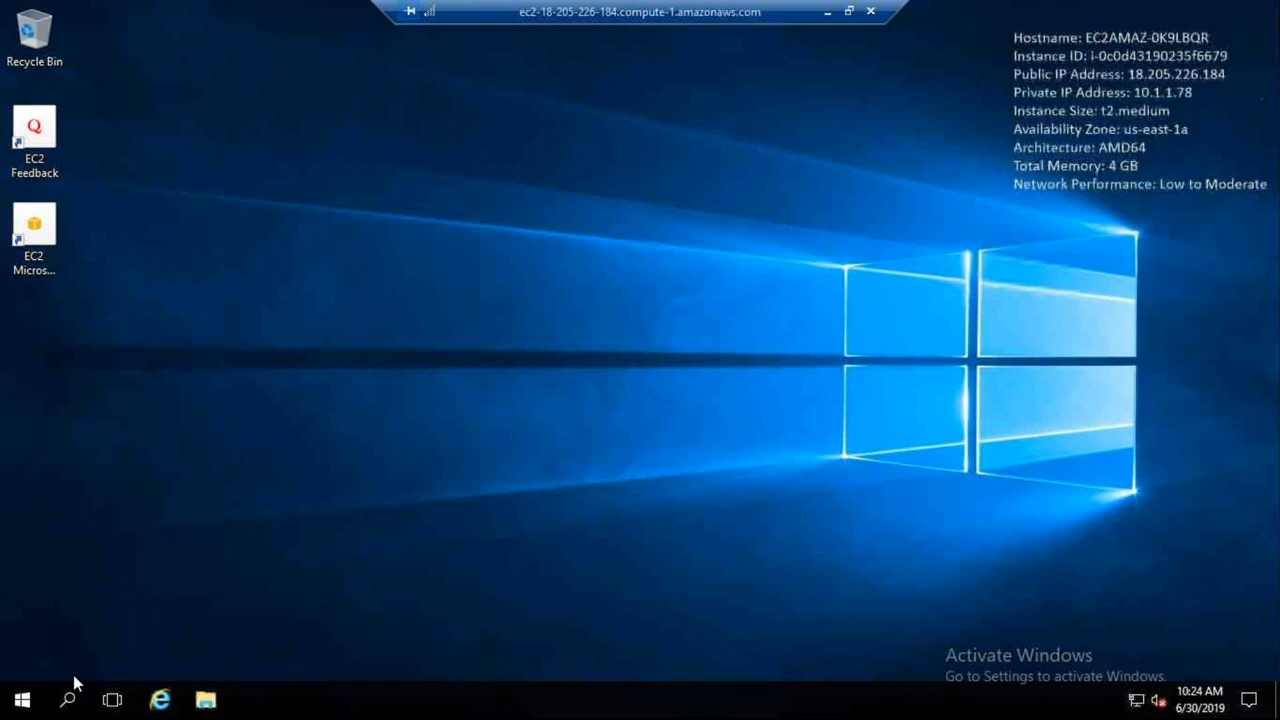 ec2-18-205-226-184.compute-1.amazonaws.com
Recycle Bin
Q
EC2
Feedback
EC2
Micros...
Hostname: EC2AMAZ-0K9LBQR
Instance ID: i-0c0d43190235f6679
Public IP Address: 18.205.226.184
Private IP Address: 10.1.1.78
Instance Size: t2.medium
Availability Zone: us-east-1a
Architecture: AMD64
Total Memory: 4 GB
Network Performance: Low to Moderate
Activate Windows
Go to Settings to activate Windows.
10:24 AM
6/30/2019